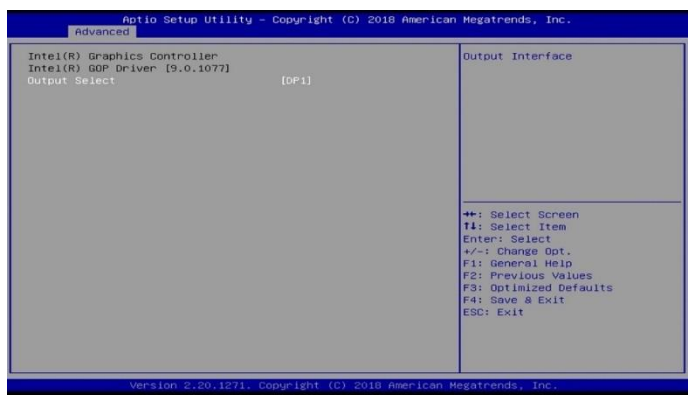 Aptio Setup Utility – Copyright (C) 2018 American Megatrends, Inc.
Advanced
Intel(R) Graphics Controller
Intel(R) GOP Driver [9.0.1077]
Output Select [DP1]
Output Interface
→←: Select Screen
↑↓: Select Item
Enter: Select
+/-: Change Opt.
F1: General Help
F2: Previous Values
F3: Optimized Defaults
F4: Save & Exit
ESC: Exit
Version 2.20.1271. Copyright (C) 2018 American Megatrends, Inc.